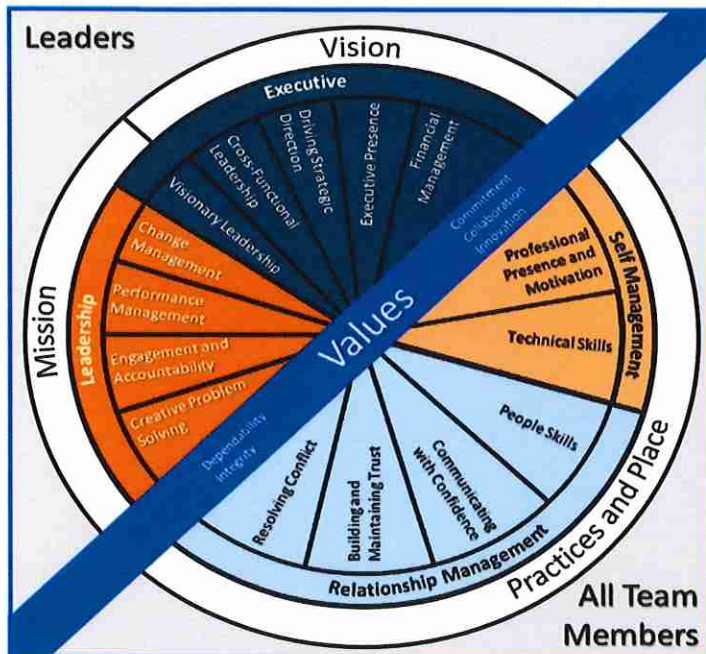 Leaders
Vision
Executive
Visionary Leadership
Cross-Functional
Leadership
Driving Strategic
Direction
Executive Presence
Financial
Management
Mission
Leadership
Change
Management
Performance
Management
Engagement and
Accountability
Creative Problem
Solving
Values
Commitment
Collaboration
Innovation
Dependability
Integrity
Self Management
Professional
Presence and
Motivation
Technical Skills
People Skills
Communicating
with Confidence
Building and
Maintaining Trust
Resolving Conflict
Relationship Management
Practices and Place
All Team
Members